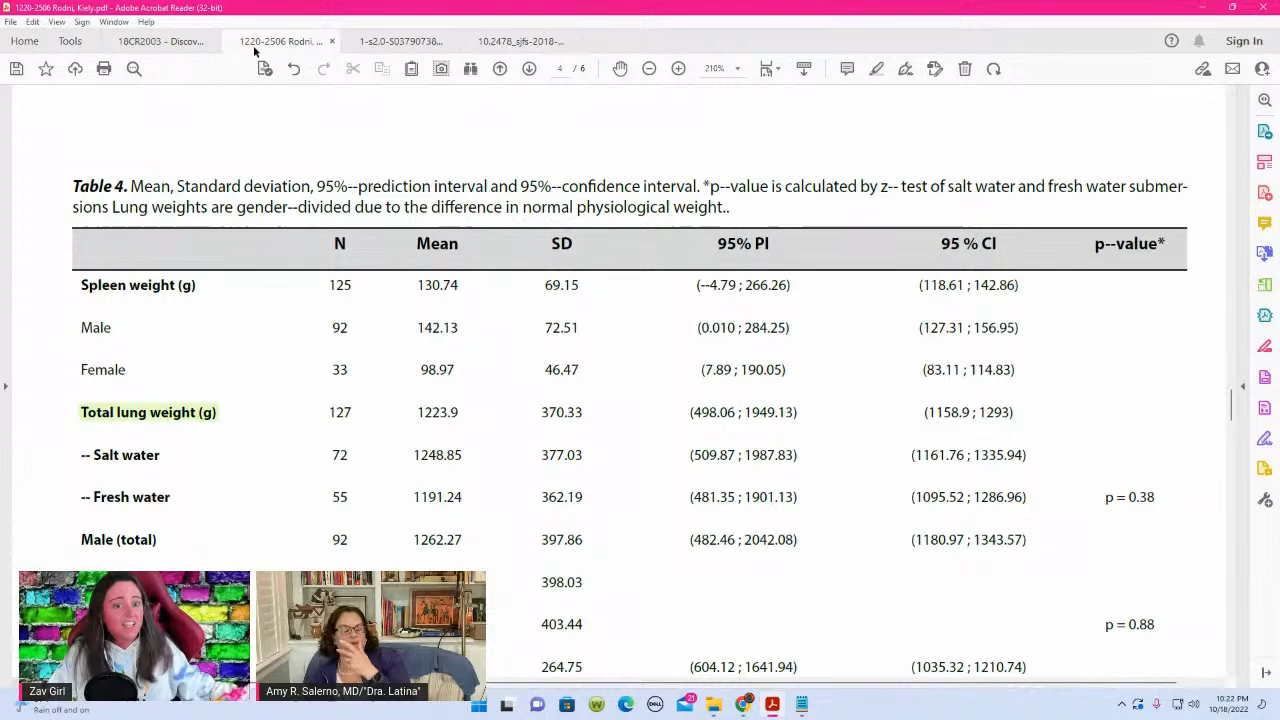 1220-2506 Rodni, Kiely.pdf - Adobe Acrobat Reader (32-bit)
File Edit View Sign Window Help
Home Tools 18CR2003 - Discov... 1220-2506 Rodni, ... × 1-s2.0-S03790738... 10.2478_sjfs-2018-... Sign In
4 / 6 210%
Table 4. Mean, Standard deviation, 95%--prediction interval and 95%--confidence interval. *p--value is calculated by z-- test of salt water and fresh water submer-
sions Lung weights are gender--divided due to the difference in normal physiological weight..
N Mean SD 95% PI 95 % CI p--value*
Spleen weight (g) 125 130.74 69.15 (--4.79 ; 266.26) (118.61 ; 142.86)
Male 92 142.13 72.51 (0.010 ; 284.25) (127.31 ; 156.95)
Female 33 98.97 46.47 (7.89 ; 190.05) (83.11 ; 114.83)
Total lung weight (g) 127 1223.9 370.33 (498.06 ; 1949.13) (1158.9 ; 1293)
-- Salt water 72 1248.85 377.03 (509.87 ; 1987.83) (1161.76 ; 1335.94)
-- Fresh water 55 1191.24 362.19 (481.35 ; 1901.13) (1095.52 ; 1286.96) p = 0.38
Male (total) 92 1262.27 397.86 (482.46 ; 2042.08) (1180.97 ; 1343.57)
398.03
403.44 p = 0.88
264.75 (604.12 ; 1641.94) (1035.32 ; 1210.74)
Zav Girl Amy R. Salerno, MD/"Dra. Latina"
Rain off and on 21 10:22 PM
10/18/2022